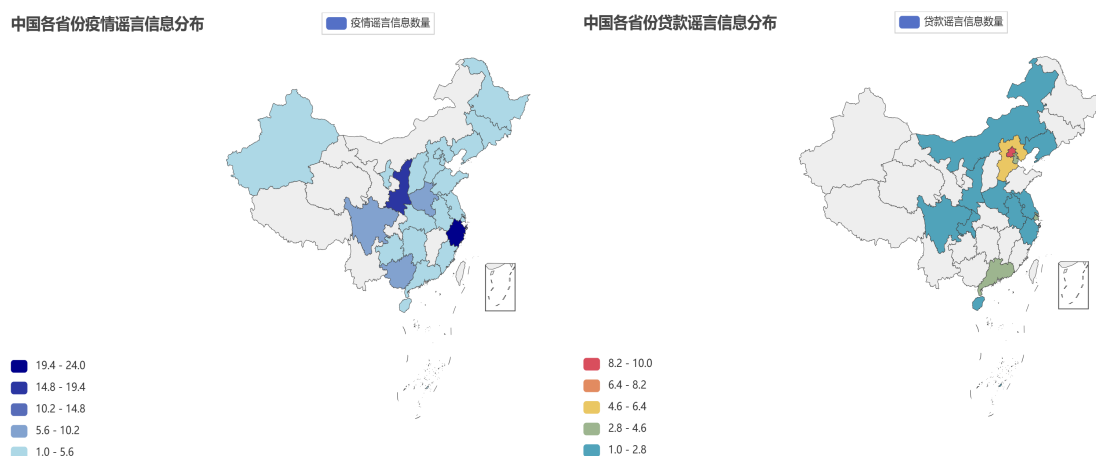 中国各省份疫情谣言信息分布
疫情谣言信息数量
19.4 - 24.0
14.8 - 19.4
10.2 - 14.8
5.6 - 10.2
1.0 - 5.6
中国各省份贷款谣言信息分布
贷款谣言信息数量
8.2 - 10.0
6.4 - 8.2
4.6 - 6.4
2.8 - 4.6
1.0 - 2.8